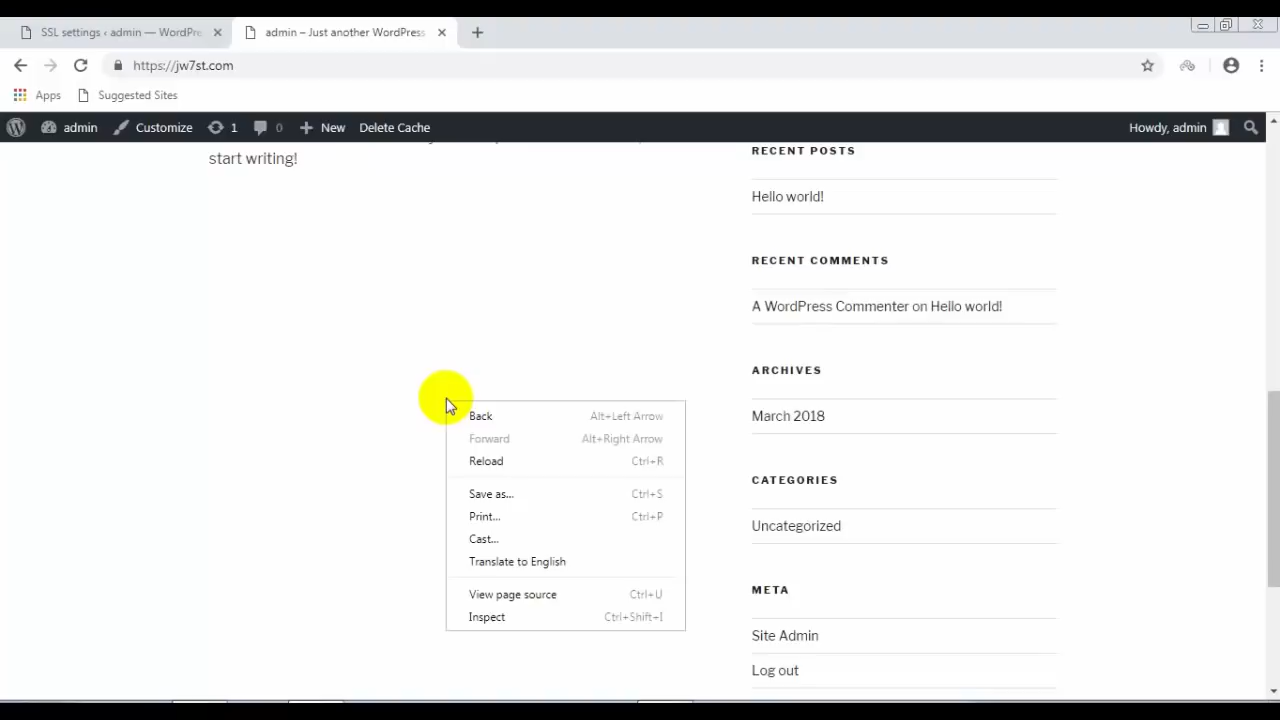 SSL settings ‹ admin — WordPre
admin – Just another WordPress
https://jw7st.com
Apps
Suggested Sites
admin
Customize
1
0
New
Delete Cache
Howdy, admin
start writing!
RECENT POSTS
Hello world!
RECENT COMMENTS
A WordPress Commenter on Hello world!
ARCHIVES
March 2018
CATEGORIES
Uncategorized
META
Site Admin
Log out
Back Alt+Left Arrow
Forward Alt+Right Arrow
Reload Ctrl+R
Save as... Ctrl+S
Print... Ctrl+P
Cast...
Translate to English
View page source Ctrl+U
Inspect Ctrl+Shift+I